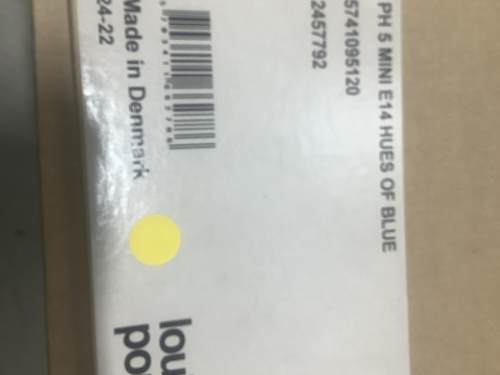 PH 5 MINI E14 HUES OF BLUE
5741095120
2457792
Made in Denmark
24-22
lou
po